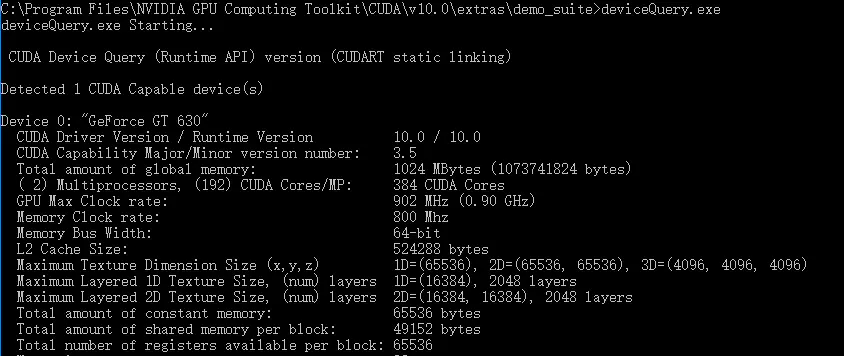 C:\Program Files\NVIDIA GPU Computing Toolkit\CUDA\v10.0\extras\demo_suite>deviceQuery.exe
deviceQuery.exe Starting...
CUDA Device Query (Runtime API) version (CUDART static linking)
Detected 1 CUDA Capable device(s)
Device 0: "GeForce GT 630"
CUDA Driver Version / Runtime Version 10.0 / 10.0
CUDA Capability Major/Minor version number: 3.5
Total amount of global memory: 1024 MBytes (1073741824 bytes)
( 2) Multiprocessors, (192) CUDA Cores/MP: 384 CUDA Cores
GPU Max Clock rate: 902 MHz (0.90 GHz)
Memory Clock rate: 800 Mhz
Memory Bus Width: 64-bit
L2 Cache Size: 524288 bytes
Maximum Texture Dimension Size (x,y,z) 1D=(65536), 2D=(65536, 65536), 3D=(4096, 4096, 4096)
Maximum Layered 1D Texture Size, (num) layers 1D=(16384), 2048 layers
Maximum Layered 2D Texture Size, (num) layers 2D=(16384, 16384), 2048 layers
Total amount of constant memory: 65536 bytes
Total amount of shared memory per block: 49152 bytes
Total number of registers available per block: 65536